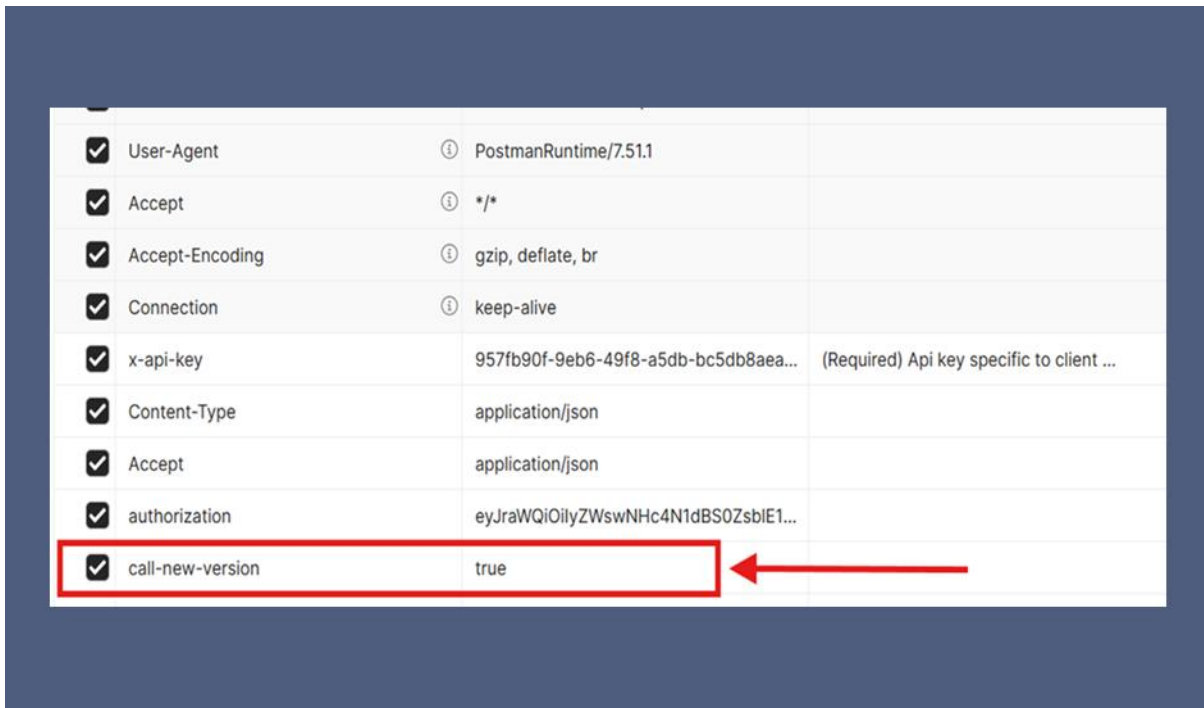 User-Agent PostmanRuntime/7.51.1
Accept */*
Accept-Encoding gzip, deflate, br
Connection keep-alive
x-api-key 957fb90f-9eb6-49f8-a5db-bc5db8aea... (Required) Api key specific to client ...
Content-Type application/json
Accept application/json
authorization eyJraWQiOiIyZWswNHc4N1dBS0ZsblE1...
call-new-version true